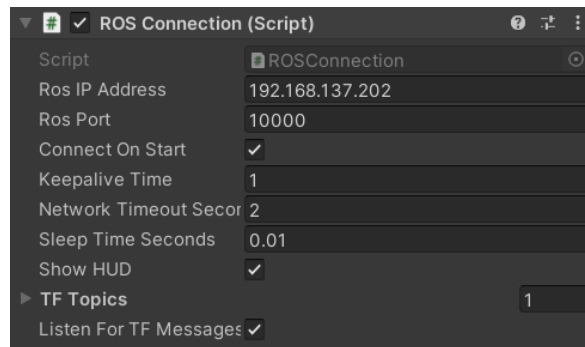 ROS Connection (Script)
Script ROSConnection
Ros IP Address 192.168.137.202
Ros Port 10000
Connect On Start
Keepalive Time 1
Network Timeout Secor 2
Sleep Time Seconds 0.01
Show HUD
TF Topics 1
Listen For TF Messages